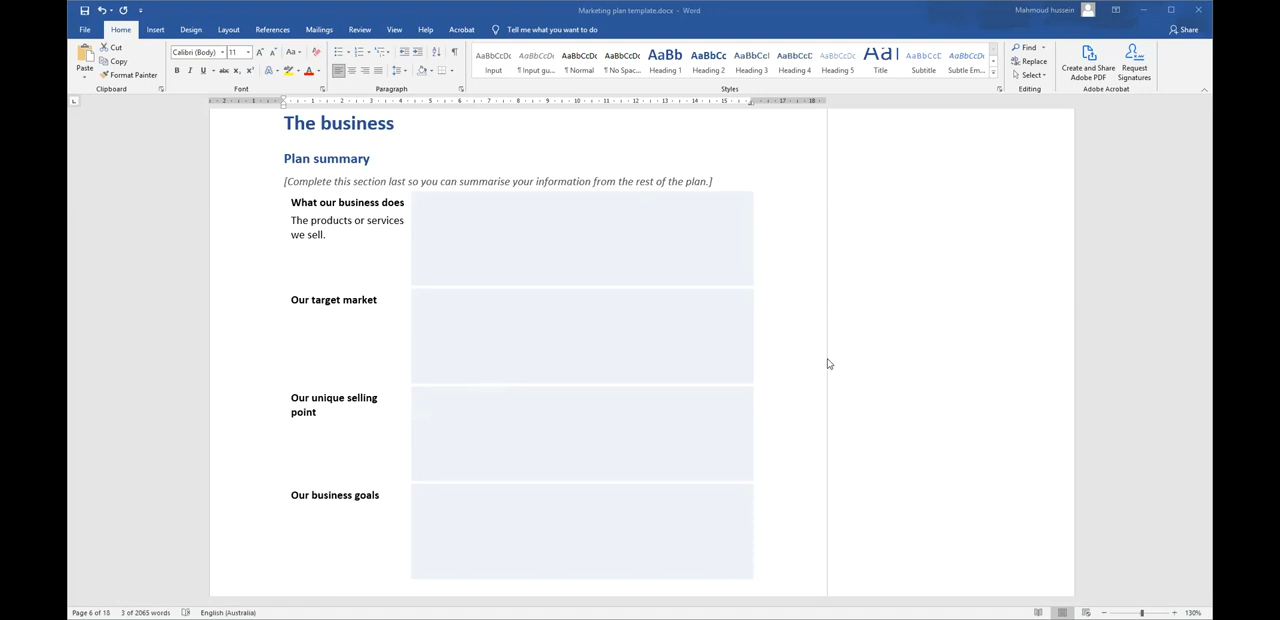 Marketing plan template.docx - Word
Mahmoud hussein
File Home Insert Design Layout References Mailings Review View Help Acrobat Tell me what you want to do Share
Paste
Cut
Copy
Format Painter
Clipboard
Calibri (Body) 11
Font
Paragraph
AaBbCcDc AaBbCcDc AaBbCcDc AaBbCcDc AaBb AaBbCc AaBbCcI AaBbCcE AaBbCcD AaI AaBbCcE AaBbCcD
Input ¶ Input gu... ¶ Normal ¶ No Spac... Heading 1 Heading 2 Heading 3 Heading 4 Heading 5 Title Subtitle Subtle Em...
Styles
Find
Replace
Select
Editing
Create and Share Adobe PDF
Request Signatures
Adobe Acrobat
The business
Plan summary
[Complete this section last so you can summarise your information from the rest of the plan.]
What our business does
The products or services
we sell.
Our target market
Our unique selling
point
Our business goals
Page 6 of 18 3 of 2065 words English (Australia) 130%